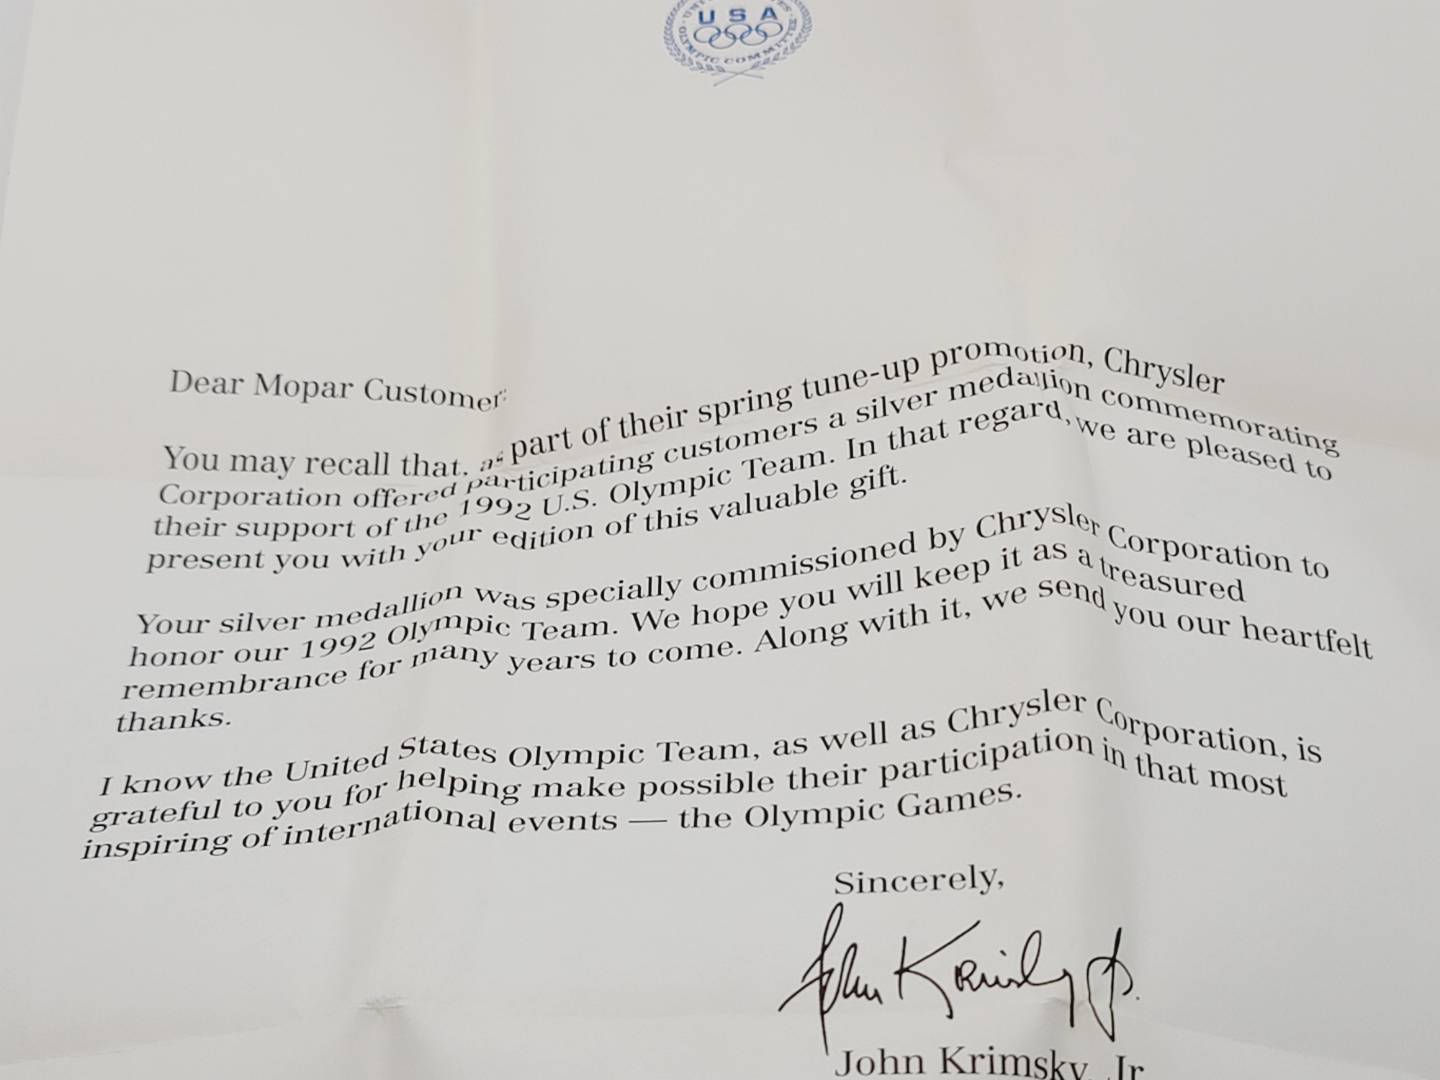 USA
OLYMPIC COMMITTEE
Dear Mopar Customer:
You may recall that, as part of their spring tune-up promotion, Chrysler
Corporation offered participating customers a silver medallion commemorating
their support of the 1992 U.S. Olympic Team. In that regard, we are pleased to
present you with your edition of this valuable gift.
Your silver medallion was specially commissioned by Chrysler Corporation to
honor our 1992 Olympic Team. We hope you will keep it as a treasured
remembrance for many years to come. Along with it, we send you our heartfelt
thanks.
I know the United States Olympic Team, as well as Chrysler Corporation, is
grateful to you for helping make possible their participation in that most
inspiring of international events — the Olympic Games.
Sincerely,
John Krimsky Jr.
John Krimsky, Jr.